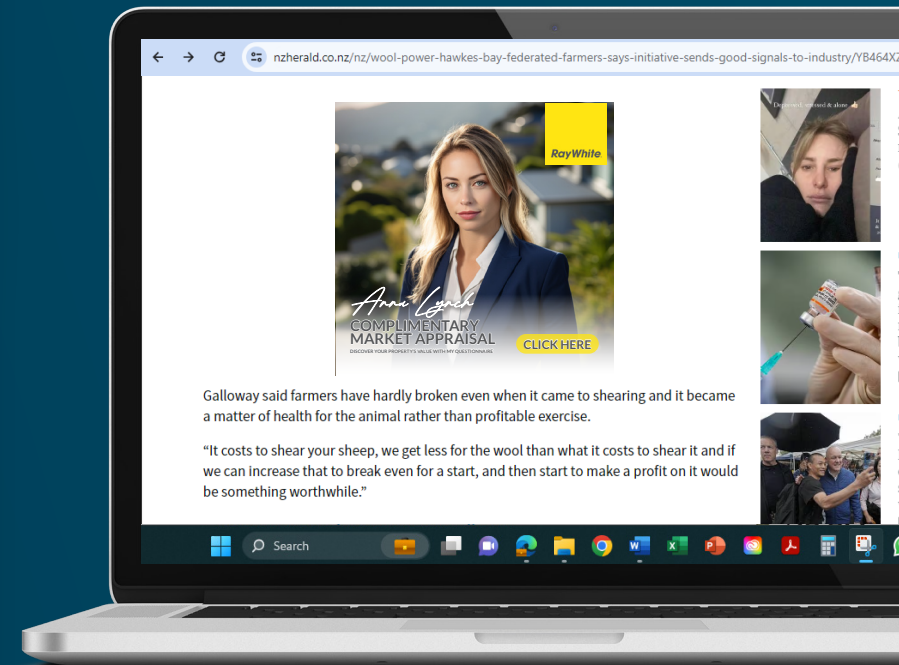 nzherald.co.nz/nz/wool-power-hawkes-bay-federated-farmers-says-initiative-sends-good-signals-to-industry/YB464XZ
RayWhite.
Anna Lynch
COMPLIMENTARY
MARKET APPRAISAL
DISCOVER YOUR PROPERTY'S VALUE WITH MY QUESTIONNAIRE
CLICK HERE
Galloway said farmers have hardly broken even when it came to shearing and it became
a matter of health for the animal rather than profitable exercise.
“It costs to shear your sheep, we get less for the wool than what it costs to shear it and if
we can increase that to break even for a start, and then start to make a profit on it would
be something worthwhile.”
Search